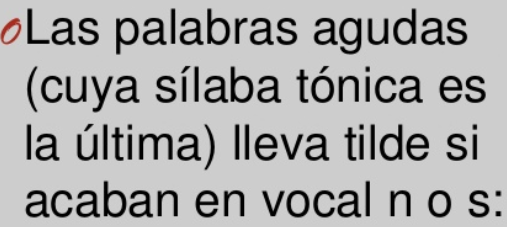 Las palabras agudas
(cuya sílaba tónica es
la última) lleva tilde si
acaban en vocal n o s: